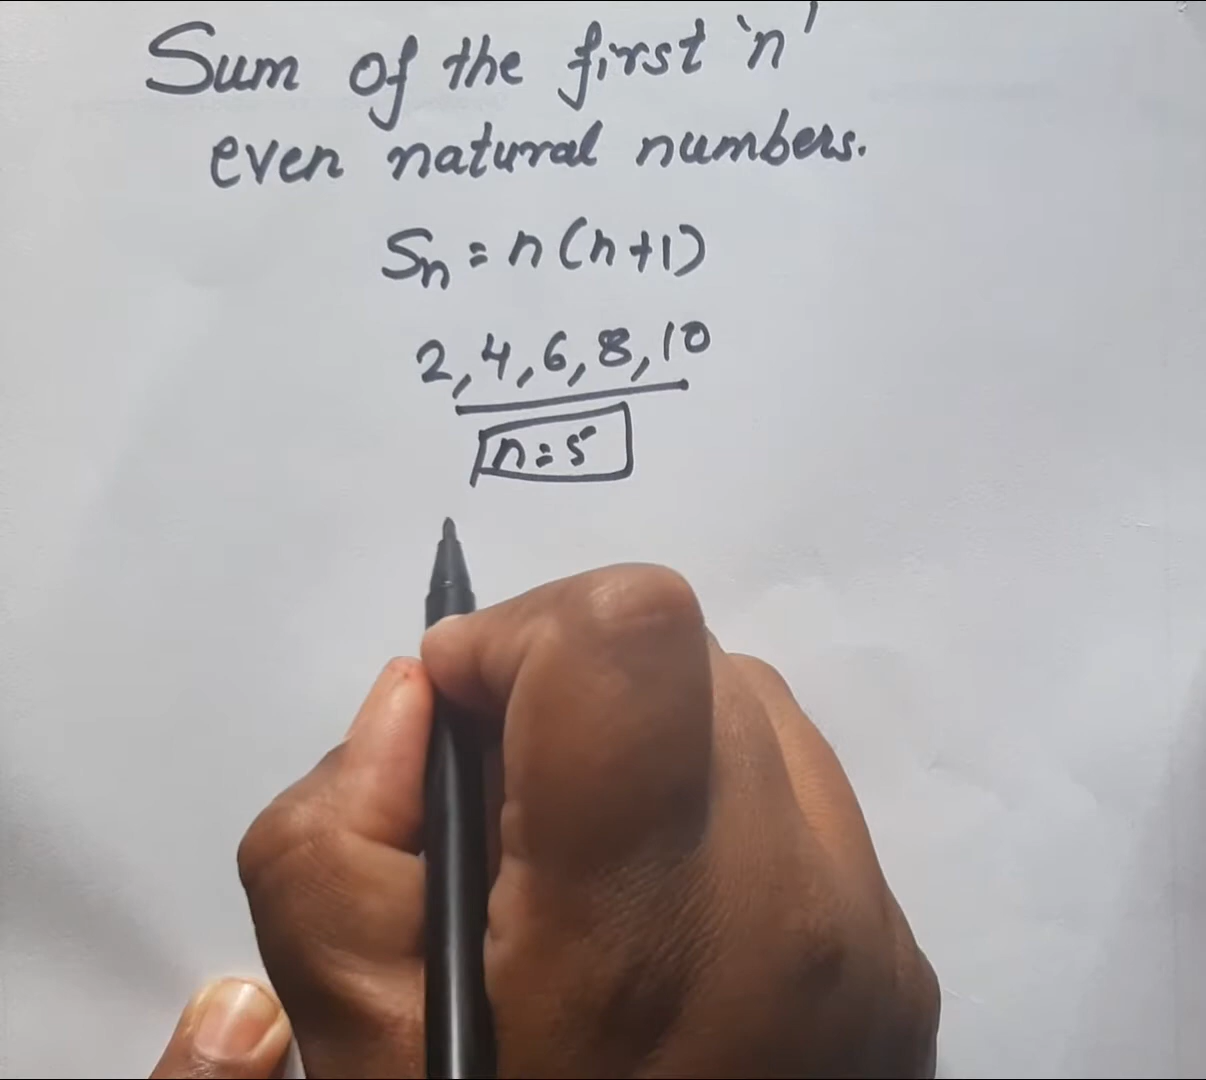 Sum of the first 'n'
even natural numbers.
Sn = n(n+1)
2,4,6,8,10
n=5